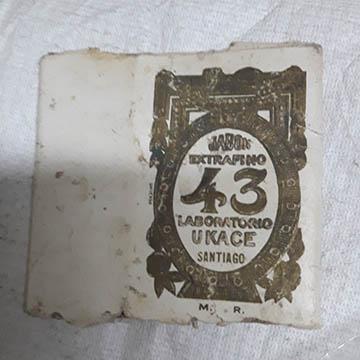 JABON
EXTRAFINO
43
LABORATORIO
UKACE
SANTIAGO
M. R.